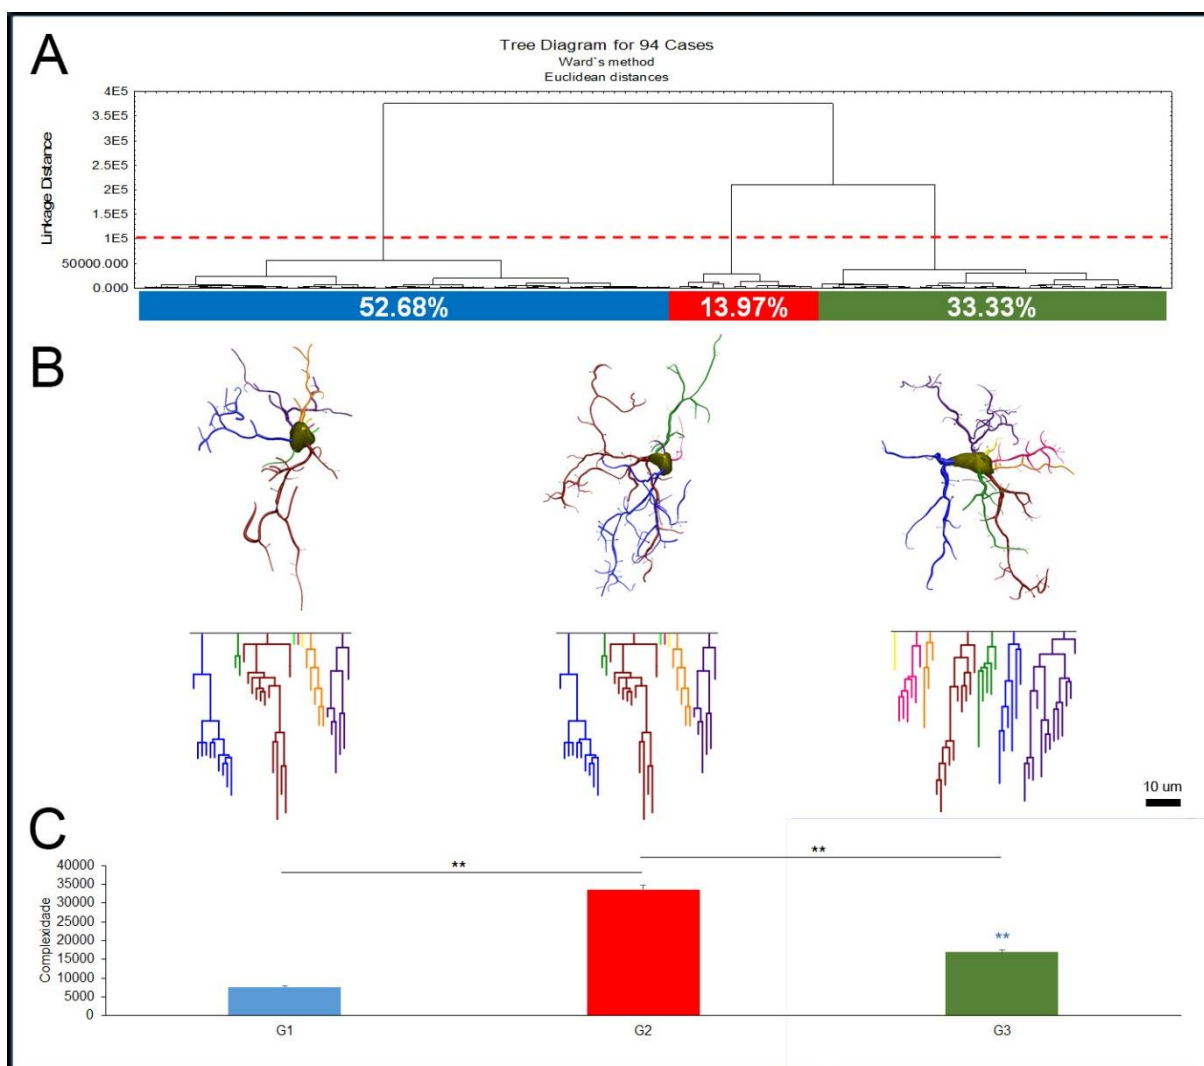 A
Tree Diagram for 94 Cases
Ward`s method
Euclidean distances
Linkage Distance
4E5
3.5E5
3E5
2.5E5
2E5
1.5E5
1E5
50000.000
0.000
52.68% 13.97% 33.33%
B
10 um
C
** **
Complexidade
40000
35000
30000
25000
20000
15000
10000
5000
0
**
G1 G2 G3